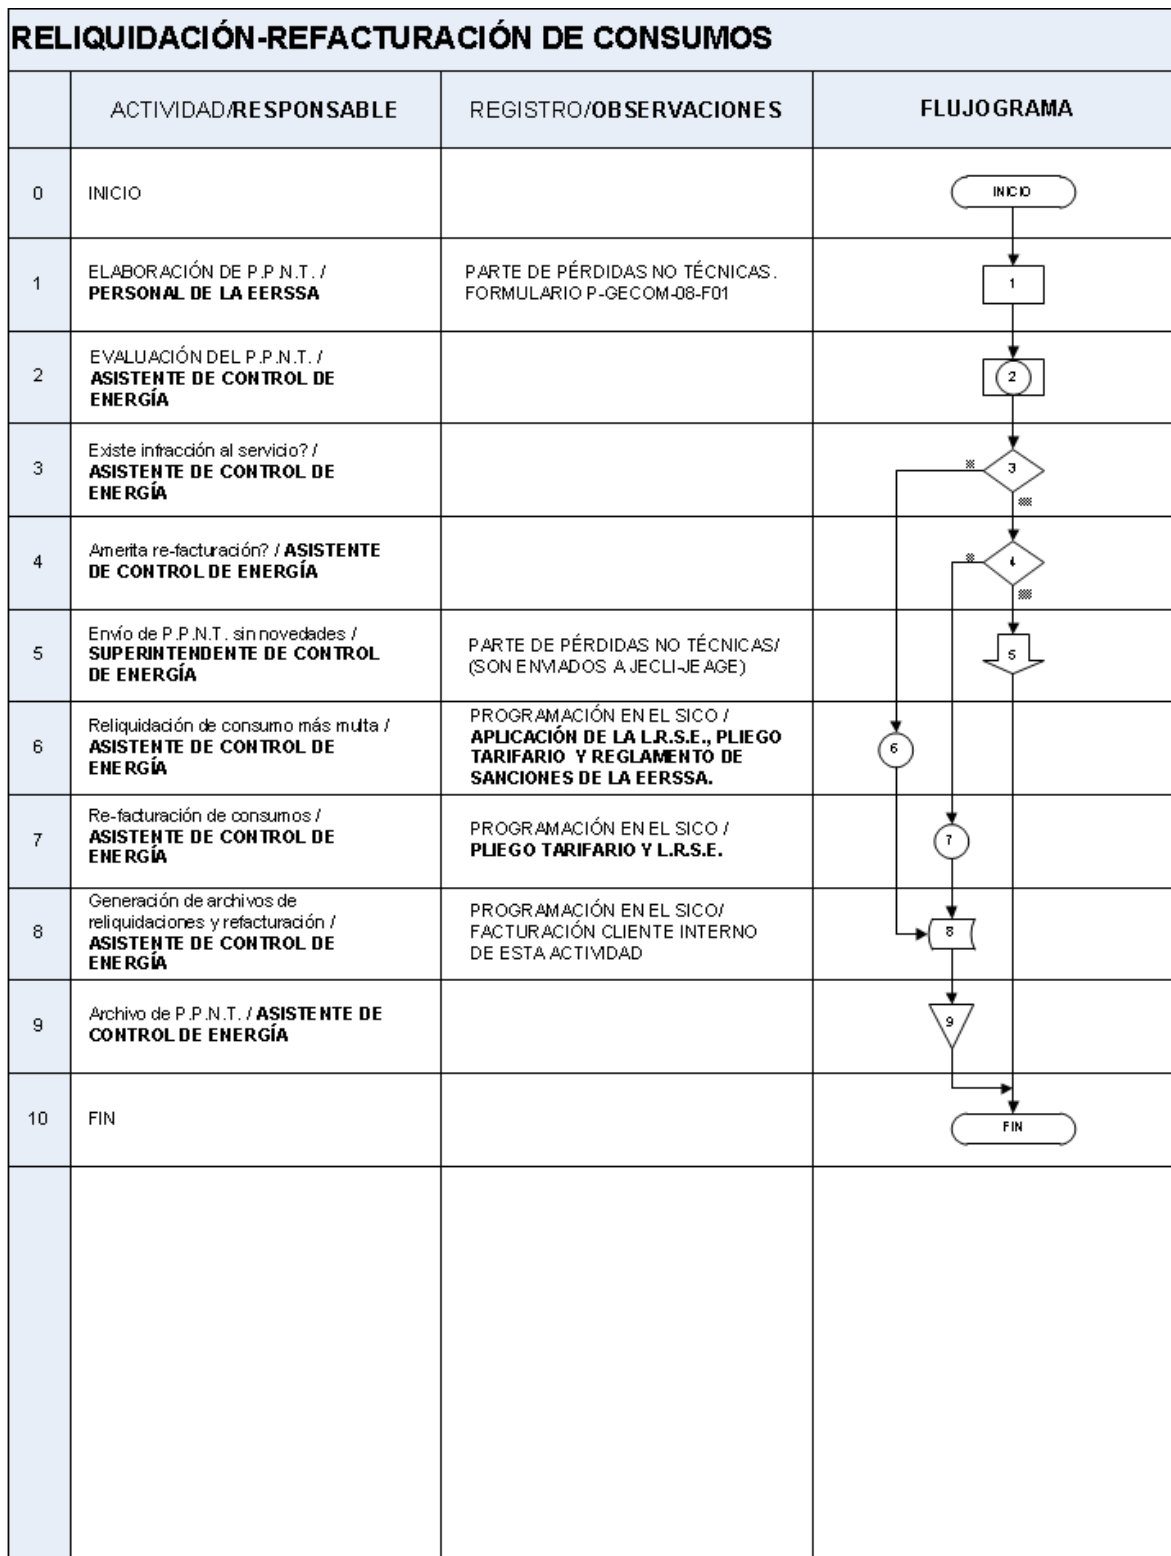 RELIQUIDACIÓN-REFACTURACIÓN DE CONSUMOS
ACTIVIDAD/RESPONSABLE
REGISTRO/OBSERVACIONES
FLUJOGRAMA
0
INICIO
INICIO
1
ELABORACIÓN DE P.P.N.T. /
PERSONAL DE LA EERSSA
PARTE DE PÉRDIDAS NO TÉCNICAS.
FORMULARIO P-GECOM-08-F01
1
2
EVALUACIÓN DEL P.P.N.T. /
ASISTENTE DE CONTROL DE
ENERGÍA
2
3
Existe infracción al servicio? /
ASISTENTE DE CONTROL DE
ENERGÍA
3
4
Amerita re-facturación? / ASISTENTE
DE CONTROL DE ENERGÍA
4
5
Envío de P.P.N.T. sin novedades /
SUPERINTENDENTE DE CONTROL
DE ENERGÍA
PARTE DE PÉRDIDAS NO TÉCNICAS/
(SON ENVIADOS A JECLI-JEAGE)
5
6
Reliquidación de consumo más multa /
ASISTENTE DE CONTROL DE
ENERGÍA
PROGRAMACIÓN EN EL SICO /
APLICACIÓN DE LA L.R.S.E., PLIEGO
TARIFARIO Y REGLAMENTO DE
SANCIONES DE LA EERSSA.
6
7
Re-facturación de consumos /
ASISTENTE DE CONTROL DE
ENERGÍA
PROGRAMACIÓN EN EL SICO /
PLIEGO TARIFARIO Y L.R.S.E.
7
8
Generación de archivos de
reliquidaciones y refacturación /
ASISTENTE DE CONTROL DE
ENERGÍA
PROGRAMACIÓN EN EL SICO/
FACTURACIÓN CLIENTE INTERNO
DE ESTA ACTIVIDAD
8
9
Archivo de P.P.N.T. / ASISTENTE DE
CONTROL DE ENERGÍA
9
10
FIN
FIN